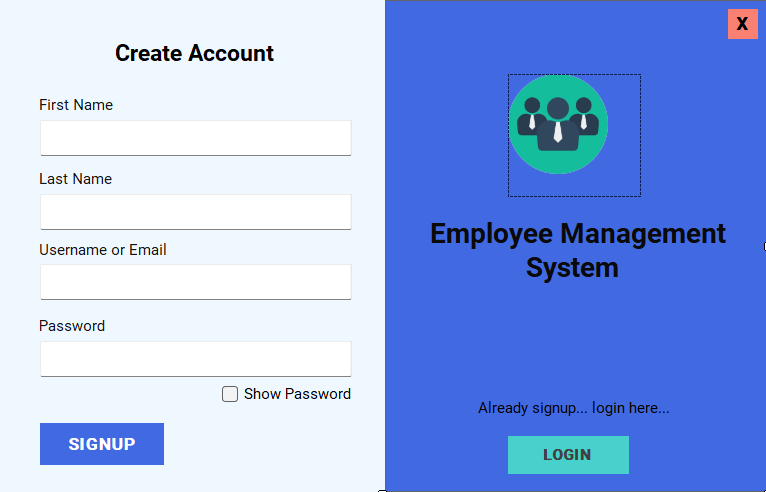 Create Account
First Name
Last Name
Username or Email
Password
Show Password
SIGNUP
X
Employee Management
System
Already signup... login here...
LOGIN